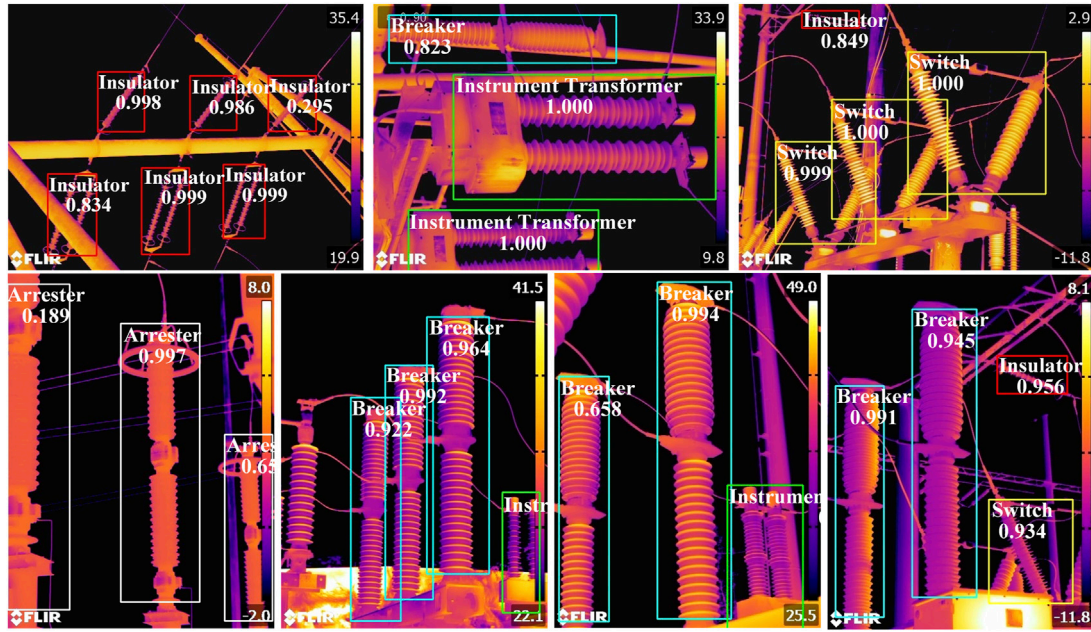 35.4
Insulator
0.998
Insulator
0.986
Insulator
0.295
Insulator
0.834
Insulator
0.999
Insulator
0.999
FLIR
19.9
33.9
Breaker
0.823
Instrument Transformer
1.000
Instrument Transformer
1.000
FLIR
9.8
2.9
Insulator
0.849
Switch
1.000
Switch
1.000
Switch
0.999
FLIR
-11.8
8.0
Arrester
0.189
Arrester
0.997
Arres
0.65
FLIR
-2.0
41.5
Breaker
0.964
Breaker
0.992
Breaker
0.922
Instr
FLIR
22.1
49.0
Breaker
0.994
Breaker
0.658
Instrumen
FLIR
25.5
8.1
Breaker
0.945
Insulator
0.956
Breaker
0.991
Switch
0.934
FLIR
-11.8